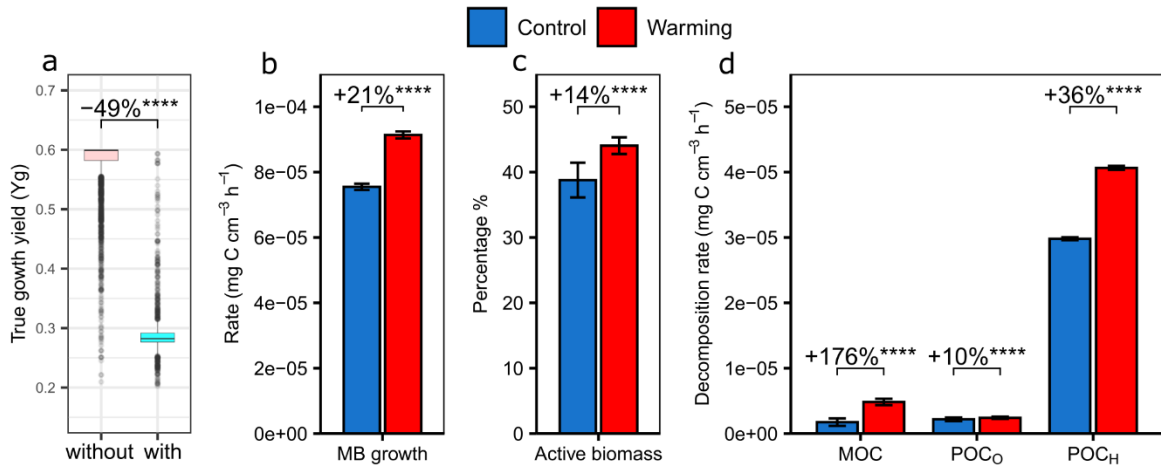 Control Warming
a
True gowth yield (Yg)
0.7
0.6
0.5
0.4
0.3
0.2
−49%****
without with
b
Rate (mg C cm⁻³ h⁻¹)
1e−04
8e−05
6e−05
4e−05
2e−05
0e+00
+21%****
MB growth
c
Percentage %
50
40
30
20
10
0
+14%****
Active biomass
d
Decomposition rate (mg C cm⁻³ h⁻¹)
5e−05
4e−05
3e−05
2e−05
1e−05
0e+00
+176%****
+10%****
+36%****
MOC POC_O POC_H